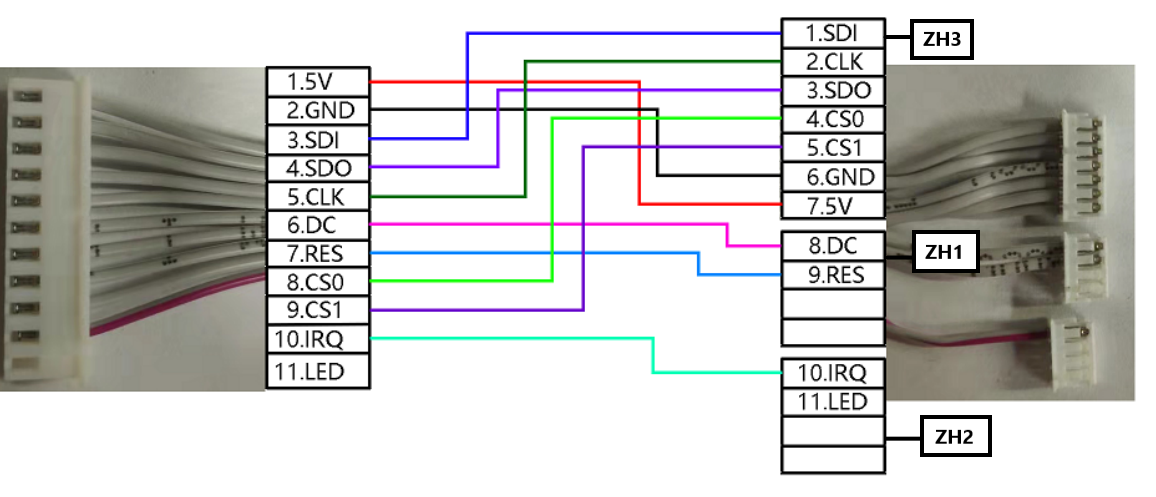 1.5V
2.GND
3.SDI
4.SDO
5.CLK
6.DC
7.RES
8.CS0
9.CS1
10.IRQ
11.LED
1.SDI
2.CLK
3.SDO
4.CS0
5.CS1
6.GND
7.5V
ZH3
8.DC
9.RES
ZH1
10.IRQ
11.LED
ZH2